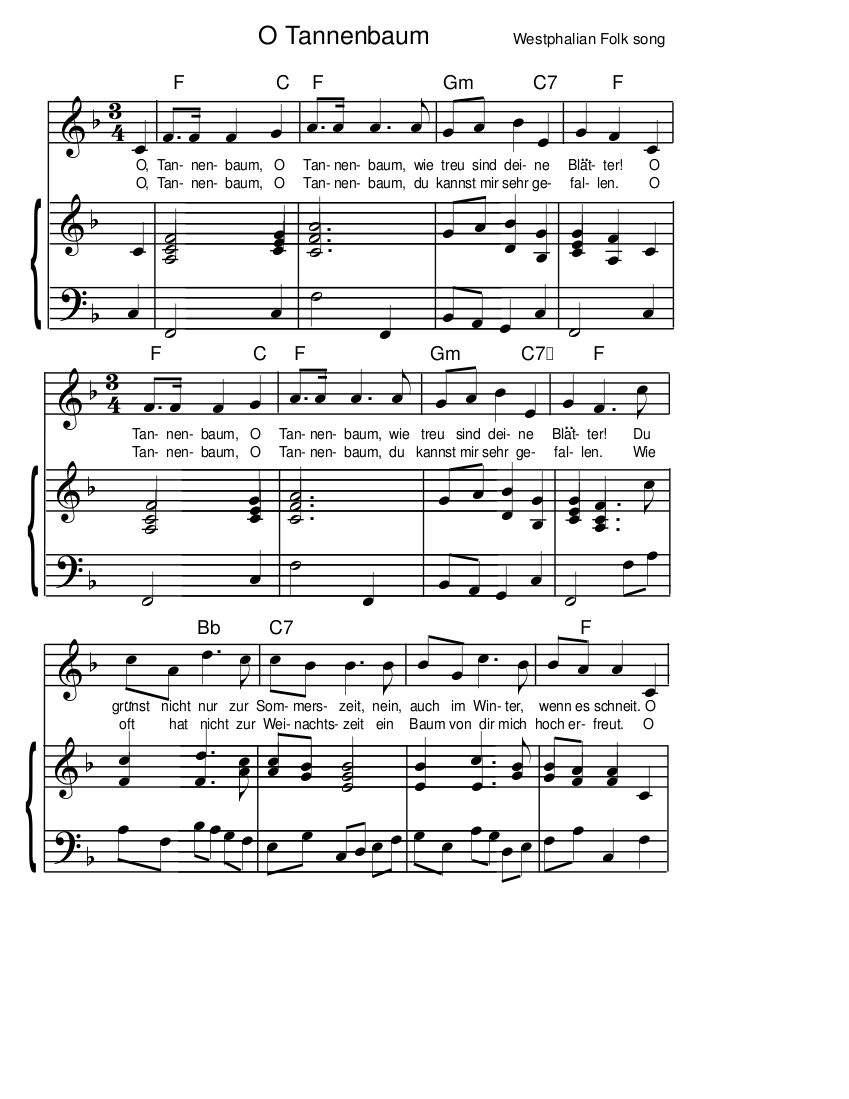 O Tannenbaum
Westphalian Folk song
F C F Gm C7 F
3
4
O, Tan- nen- baum, O Tan- nen- baum, wie treu sind dei- ne Blät- ter! O
O, Tan- nen- baum, O Tan- nen- baum, du kannst mir sehr ge- fal- len. O
F C F Gm C7 F
3
4
Tan- nen- baum, O Tan- nen- baum, wie treu sind dei- ne Blät- ter! Du
Tan- nen- baum, O Tan- nen- baum, du kannst mir sehr ge- fal- len. Wie
Bb C7 F
grünst nicht nur zur Som- mers- zeit, nein, auch im Win- ter, wenn es schneit. O
oft hat nicht zur Wei- nachts- zeit ein Baum von dir mich hoch er- freut. O